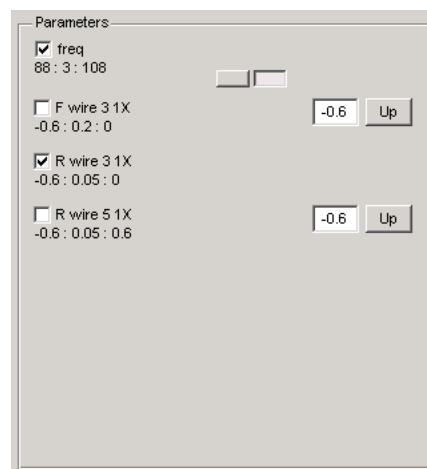 Parameters
freq
88 : 3 : 108
F wire 3 1X
-0.6 Up
-0.6 : 0.2 : 0
R wire 3 1X
-0.6 : 0.05 : 0
R wire 5 1X
-0.6 Up
-0.6 : 0.05 : 0.6